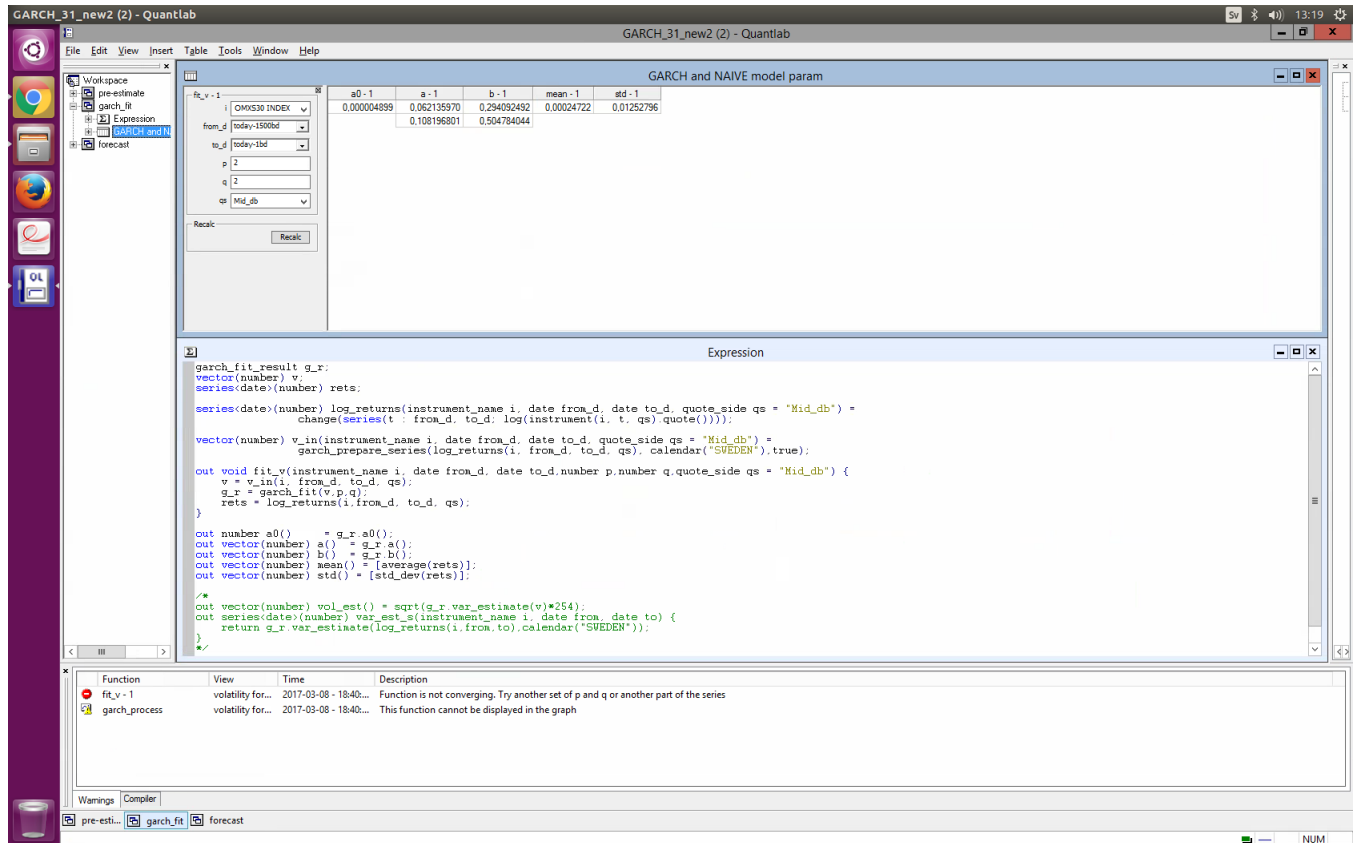 GARCH_31_new2 (2) - Quantlab
Sv 13:19
GARCH_31_new2 (2) - Quantlab
File Edit View Insert Table Tools Window Help
Workspace
pre-estimate
garch_fit
Expression
GARCH and N
forecast
GARCH and NAIVE model param
fit_v - 1
i OMXS30 INDEX
from_d today-1500bd
to_d today-1bd
p 2
q 2
qs Mid_db
Recalc
Recalc
a0 - 1 a - 1 b - 1 mean - 1 std - 1
0,000004899 0,062135970 0,294092492 0,00024722 0,01252796
0,108196801 0,504784044
QL
Expression
garch_fit_result g_r;
vector(number) v;
series<date>(number) rets;
series<date>(number) log_returns(instrument_name i, date from_d, date to_d, quote_side qs = "Mid_db") =
change(series(t : from_d, to_d; log(instrument(i, t, qs).quote())));
vector(number) v_in(instrument_name i, date from_d, date to_d, quote_side qs = "Mid_db") =
garch_prepare_series(log_returns(i, from_d, to_d, qs), calendar("SWEDEN"),true);
out void fit_v(instrument_name i, date from_d, date to_d,number p,number q,quote_side qs = "Mid_db") {
v = v_in(i, from_d, to_d, qs);
g_r = garch_fit(v,p,q);
rets = log_returns(i,from_d, to_d, qs);
}
out number a0() = g_r.a0();
out vector(number) a() = g_r.a();
out vector(number) b() = g_r.b();
out vector(number) mean() = [average(rets)];
out vector(number) std() = [std_dev(rets)];
/*
out vector(number) vol_est() = sqrt(g_r.var_estimate(v)*254);
out series<date>(number) var_est_s(instrument_name i, date from, date to) {
return g_r.var_estimate(log_returns(i,from,to),calendar("SWEDEN"));
}
*/
Function View Time Description
fit_v - 1 volatility for... 2017-03-08 - 18:40:... Function is not converging. Try another set of p and q or another part of the series
garch_process volatility for... 2017-03-08 - 18:40:... This function cannot be displayed in the graph
Warnings Compiler
pre-esti... garch_fit forecast
NUM